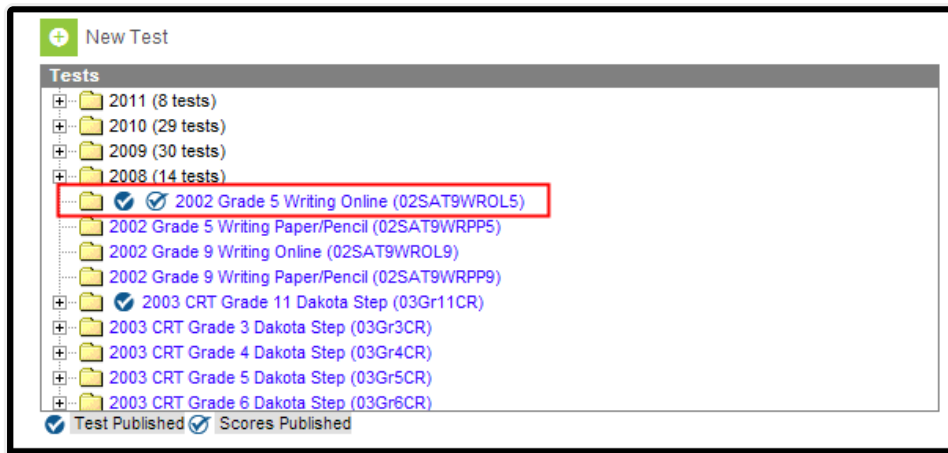 New Test
Tests
2011 (8 tests)
2010 (29 tests)
2009 (30 tests)
2008 (14 tests)
2002 Grade 5 Writing Online (02SAT9WROL5)
2002 Grade 5 Writing Paper/Pencil (02SAT9WRPP5)
2002 Grade 9 Writing Online (02SAT9WROL9)
2002 Grade 9 Writing Paper/Pencil (02SAT9WRPP9)
2003 CRT Grade 11 Dakota Step (03Gr11CR)
2003 CRT Grade 3 Dakota Step (03Gr3CR)
2003 CRT Grade 4 Dakota Step (03Gr4CR)
2003 CRT Grade 5 Dakota Step (03Gr5CR)
2003 CRT Grade 6 Dakota Step (03Gr6CR)
Test Published Scores Published